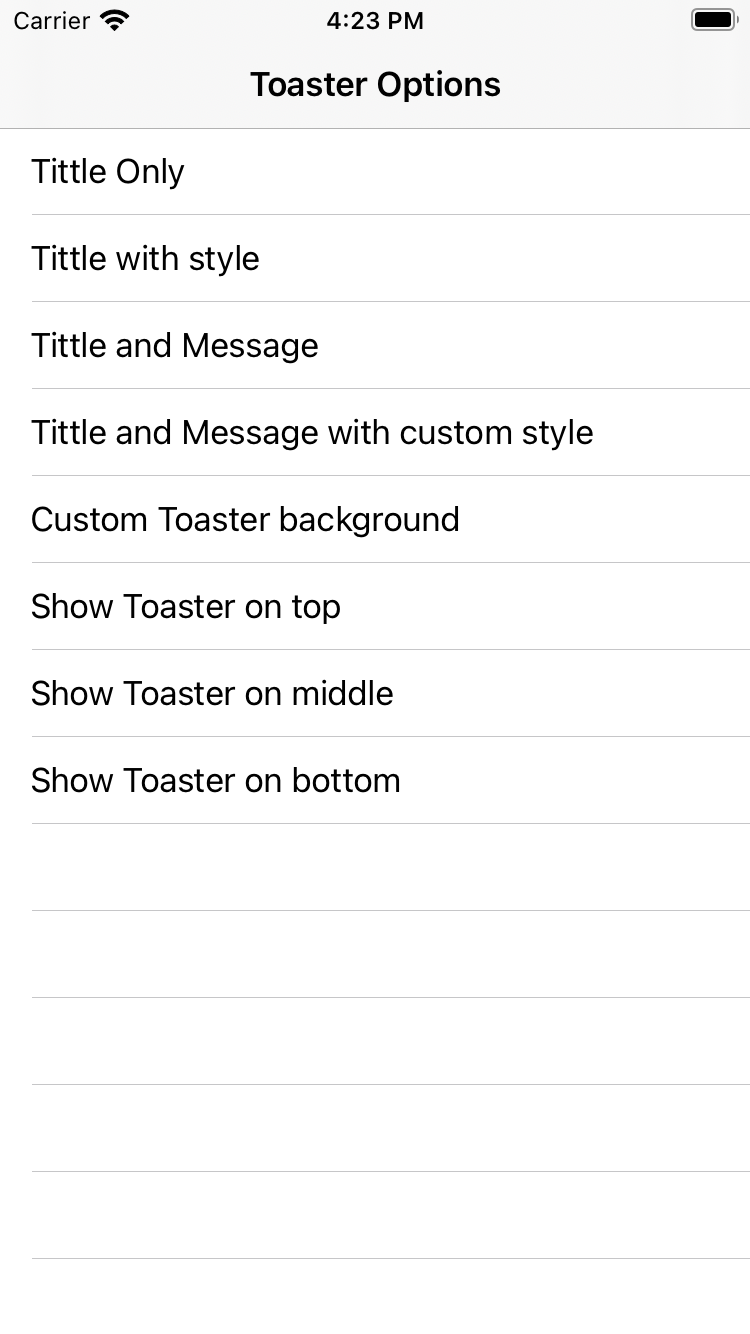 Carrier 4:23 PM
Toaster Options
Tittle Only
Tittle with style
Tittle and Message
Tittle and Message with custom style
Custom Toaster background
Show Toaster on top
Show Toaster on middle
Show Toaster on bottom